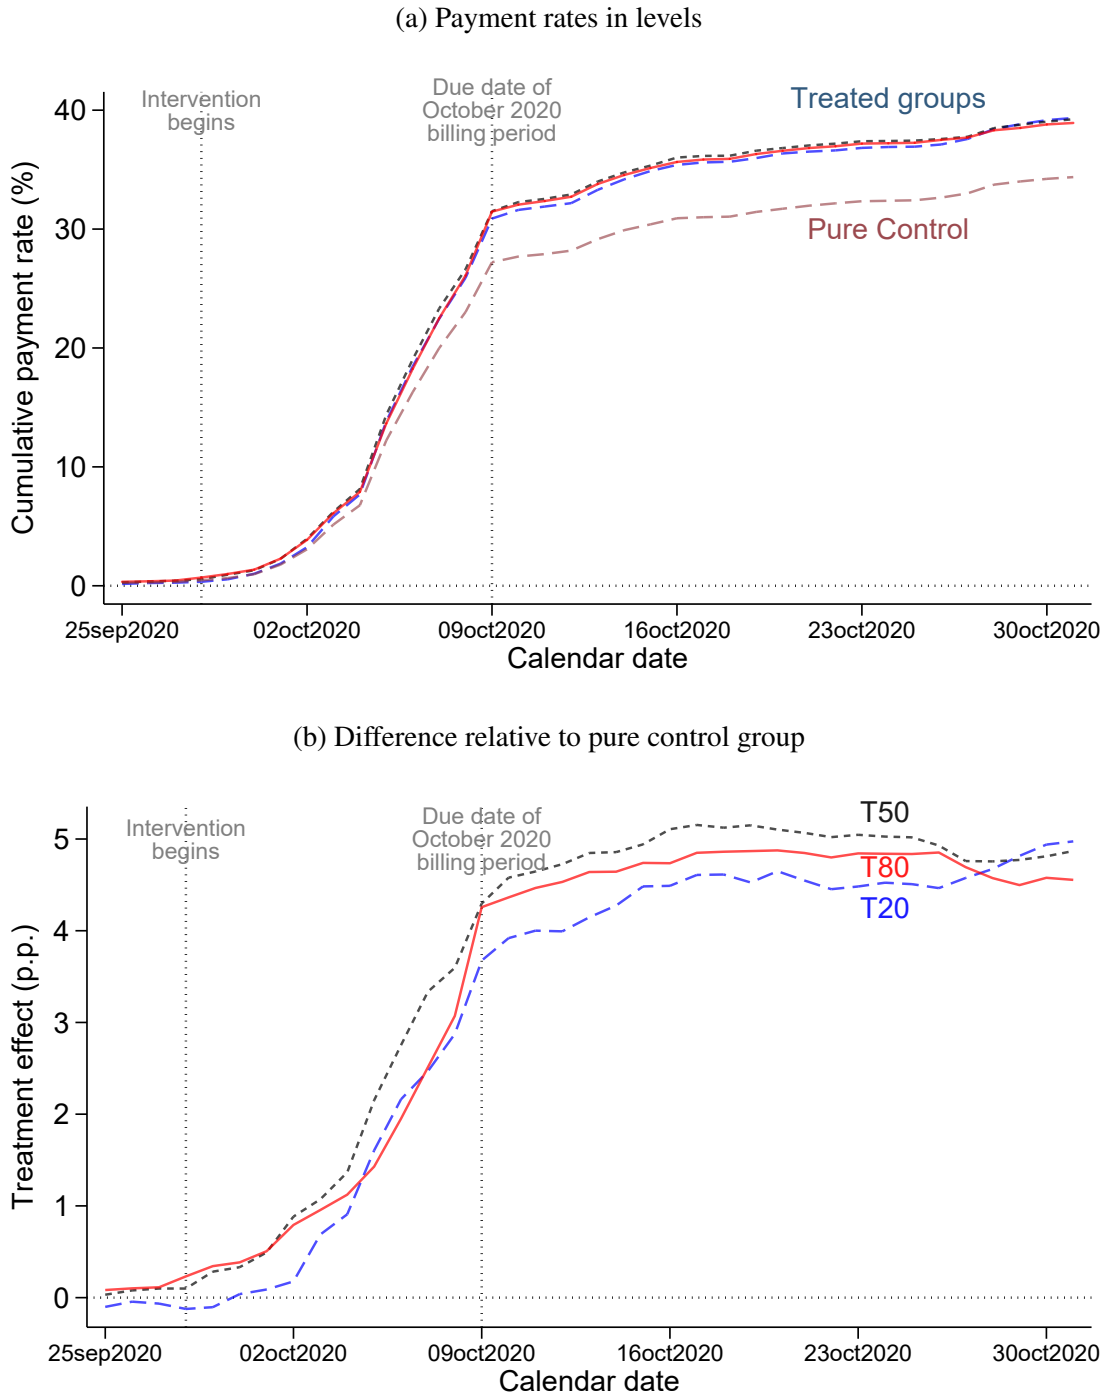 (a) Payment rates in levels
Intervention
begins
Due date of
October 2020
billing period
Treated groups
Pure Control
Cumulative payment rate (%)
40
30
20
10
0
25sep2020
02oct2020
09oct2020
16oct2020
23oct2020
30oct2020
Calendar date
(b) Difference relative to pure control group
Intervention
begins
Due date of
October 2020
billing period
T50
T80
T20
Treatment effect (p.p.)
5
4
3
2
1
0
25sep2020
02oct2020
09oct2020
16oct2020
23oct2020
30oct2020
Calendar date